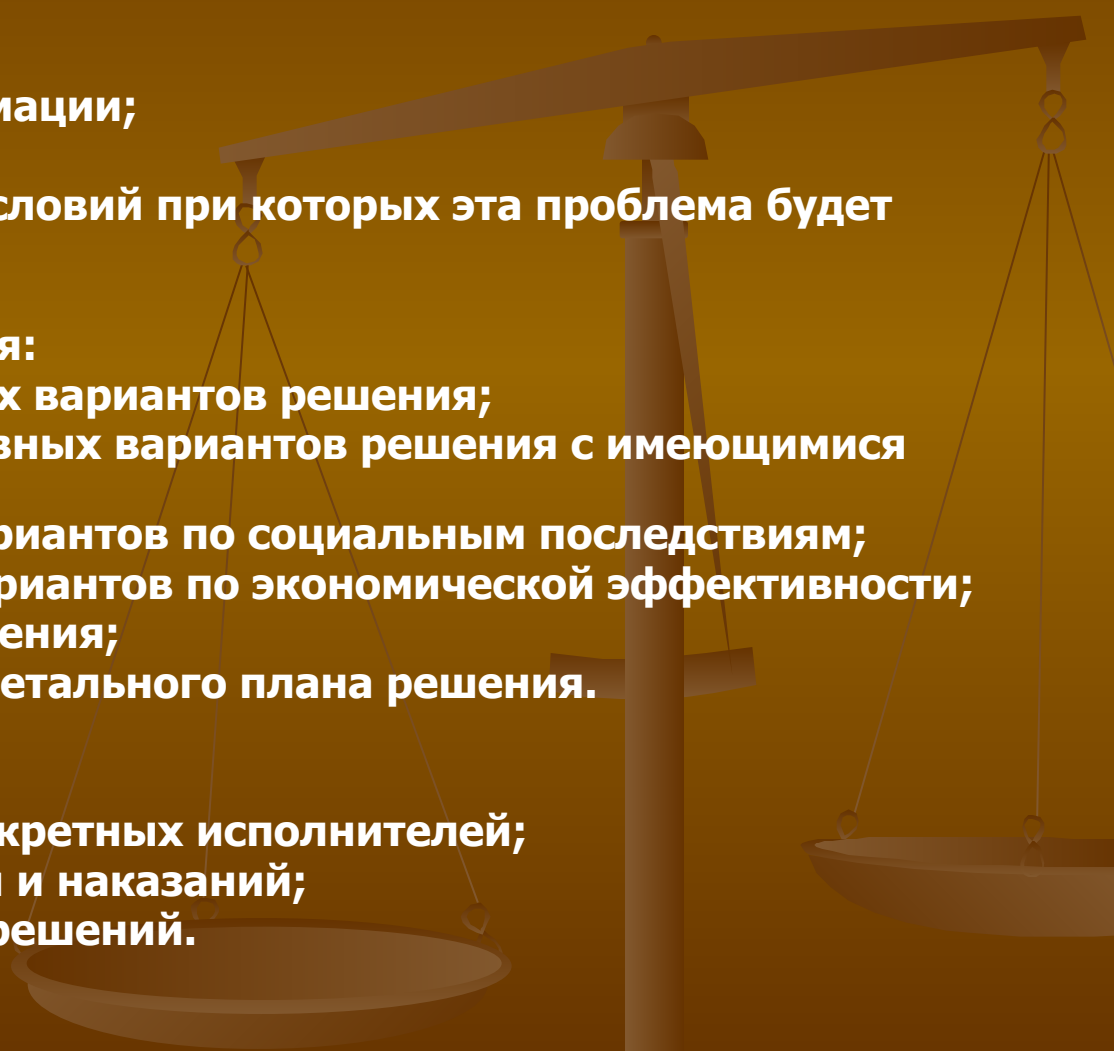 мации;
словий при которых эта проблема будет
я:
х вариантов решения;
вных вариантов решения с имеющимися
риантов по социальным последствиям;
риантов по экономической эффективности;
ения;
етального плана решения.
кретных исполнителей;
и наказаний;
решений.